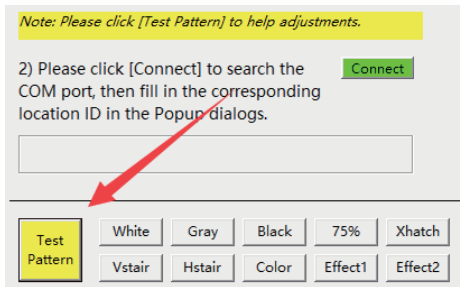 Note: Please click [Test Pattern] to help adjustments.
2) Please click [Connect] to search the
COM port, then fill in the corresponding
location ID in the Popup dialogs.
Connect
Test
Pattern
White Gray Black 75% Xhatch
Vstair Hstair Color Effect1 Effect2